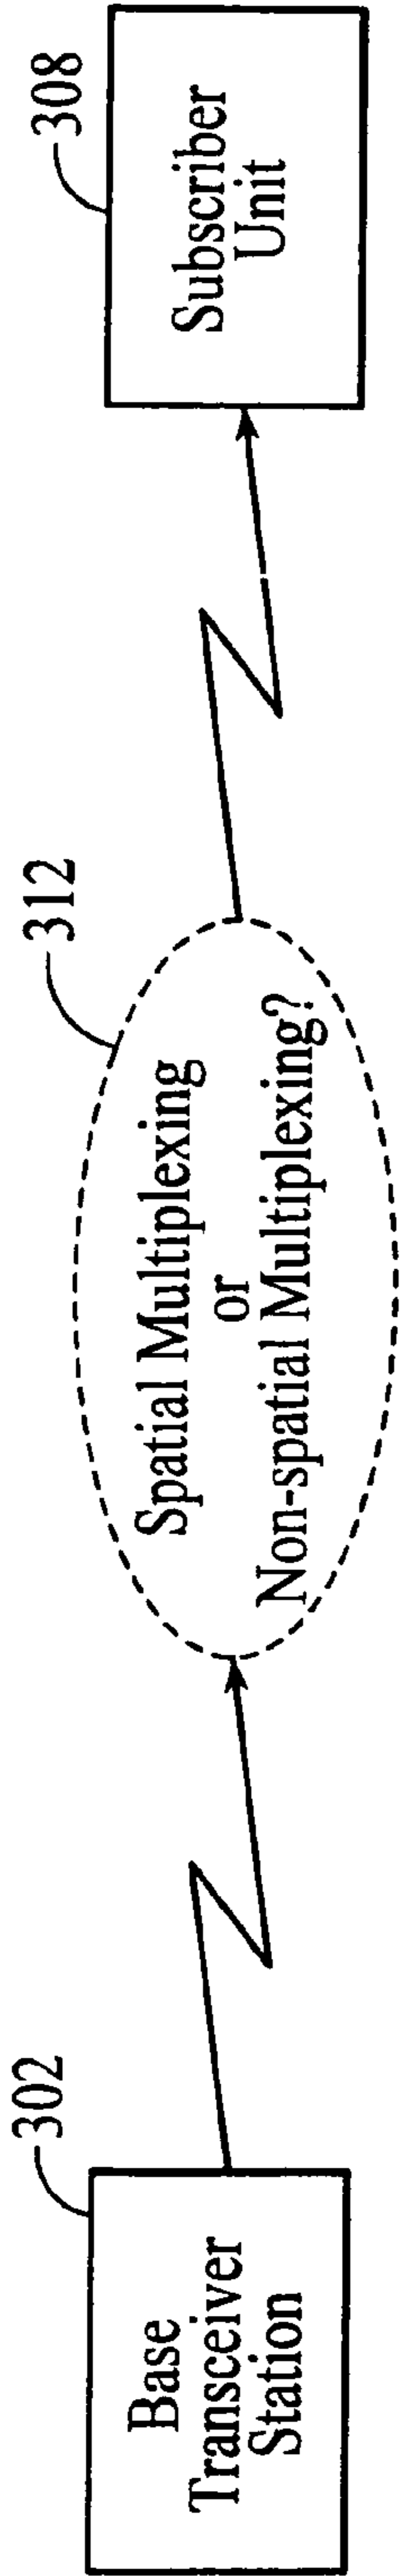 302
Base
Transceiver
Station
312
Spatial Multiplexing
or
Non-spatial Multiplexing?
308
Subscriber
Unit